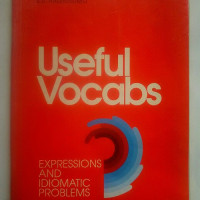 Useful
Vocabs
EXPRESSIONS
AND
IDIOMATIC
PROBLEMS